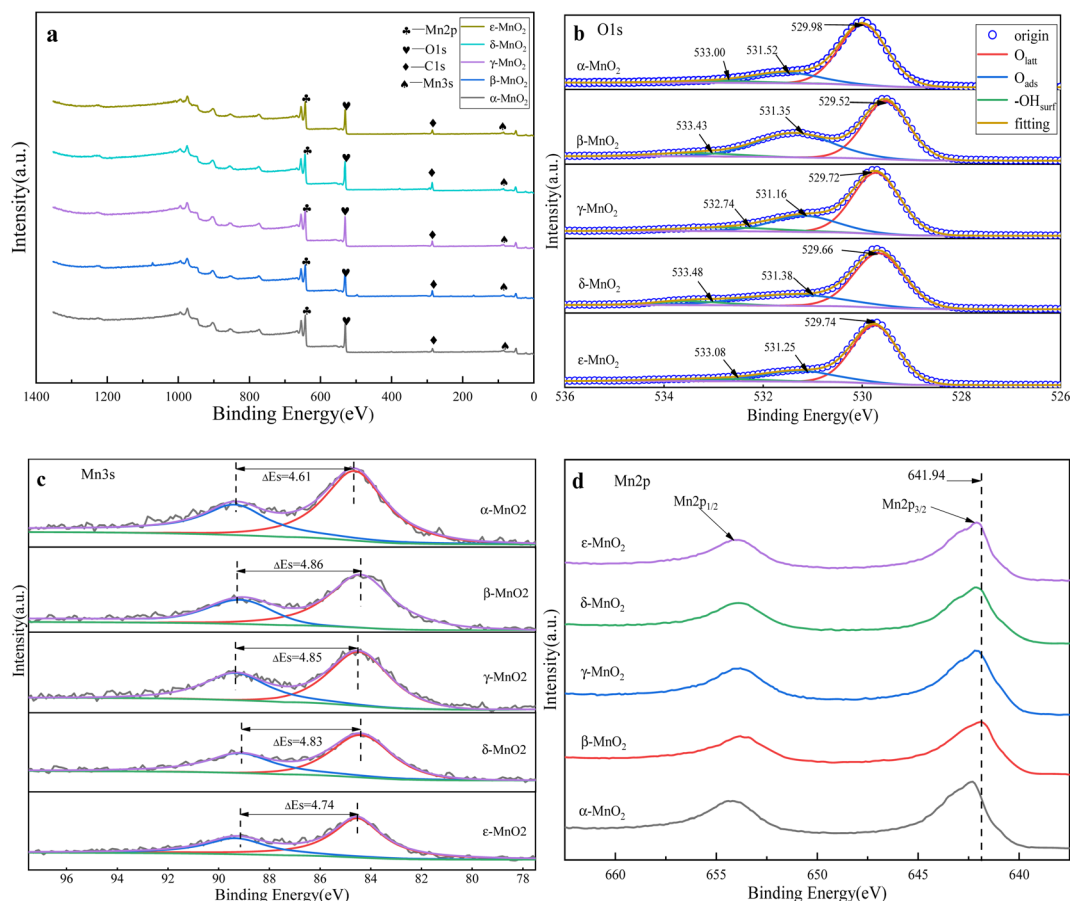 a
♣—Mn2p
♥—O1s
♦—C1s
♠—Mn3s
ε-MnO₂
δ-MnO₂
γ-MnO₂
β-MnO₂
α-MnO₂
Intensity(a.u.)
1400 1200 1000 800 600 400 200 0
Binding Energy(eV)
b O1s
origin
O_latt
O_ads
-OH_surf
fitting
α-MnO₂
533.00 531.52 529.98
β-MnO₂
533.43 531.35 529.52
γ-MnO₂
532.74 531.16 529.72
δ-MnO₂
533.48 531.38 529.66
ε-MnO₂
533.08 531.25 529.74
Intensity(a.u.)
536 534 532 530 528 526
Binding Energy(eV)
c Mn3s
ΔEs=4.61
α-MnO2
ΔEs=4.86
β-MnO2
ΔEs=4.85
γ-MnO2
ΔEs=4.83
δ-MnO2
ΔEs=4.74
ε-MnO2
Intensity(a.u.)
96 94 92 90 88 86 84 82 80 78
Binding Energy(eV)
d Mn2p
641.94
Mn2p1/2
Mn2p3/2
ε-MnO₂
δ-MnO₂
γ-MnO₂
β-MnO₂
α-MnO₂
Intensity(a.u.)
660 655 650 645 640
Binding Energy(eV)